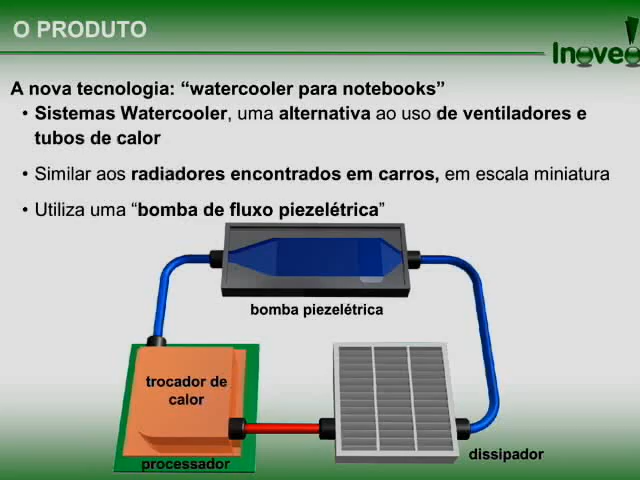 O PRODUTO
Inoveo
A nova tecnologia: “watercooler para notebooks”
• Sistemas Watercooler, uma alternativa ao uso de ventiladores e
tubos de calor
• Similar aos radiadores encontrados em carros, em escala miniatura
• Utiliza uma “bomba de fluxo piezelétrica”
bomba piezelétrica
trocador de
calor
processador
dissipador